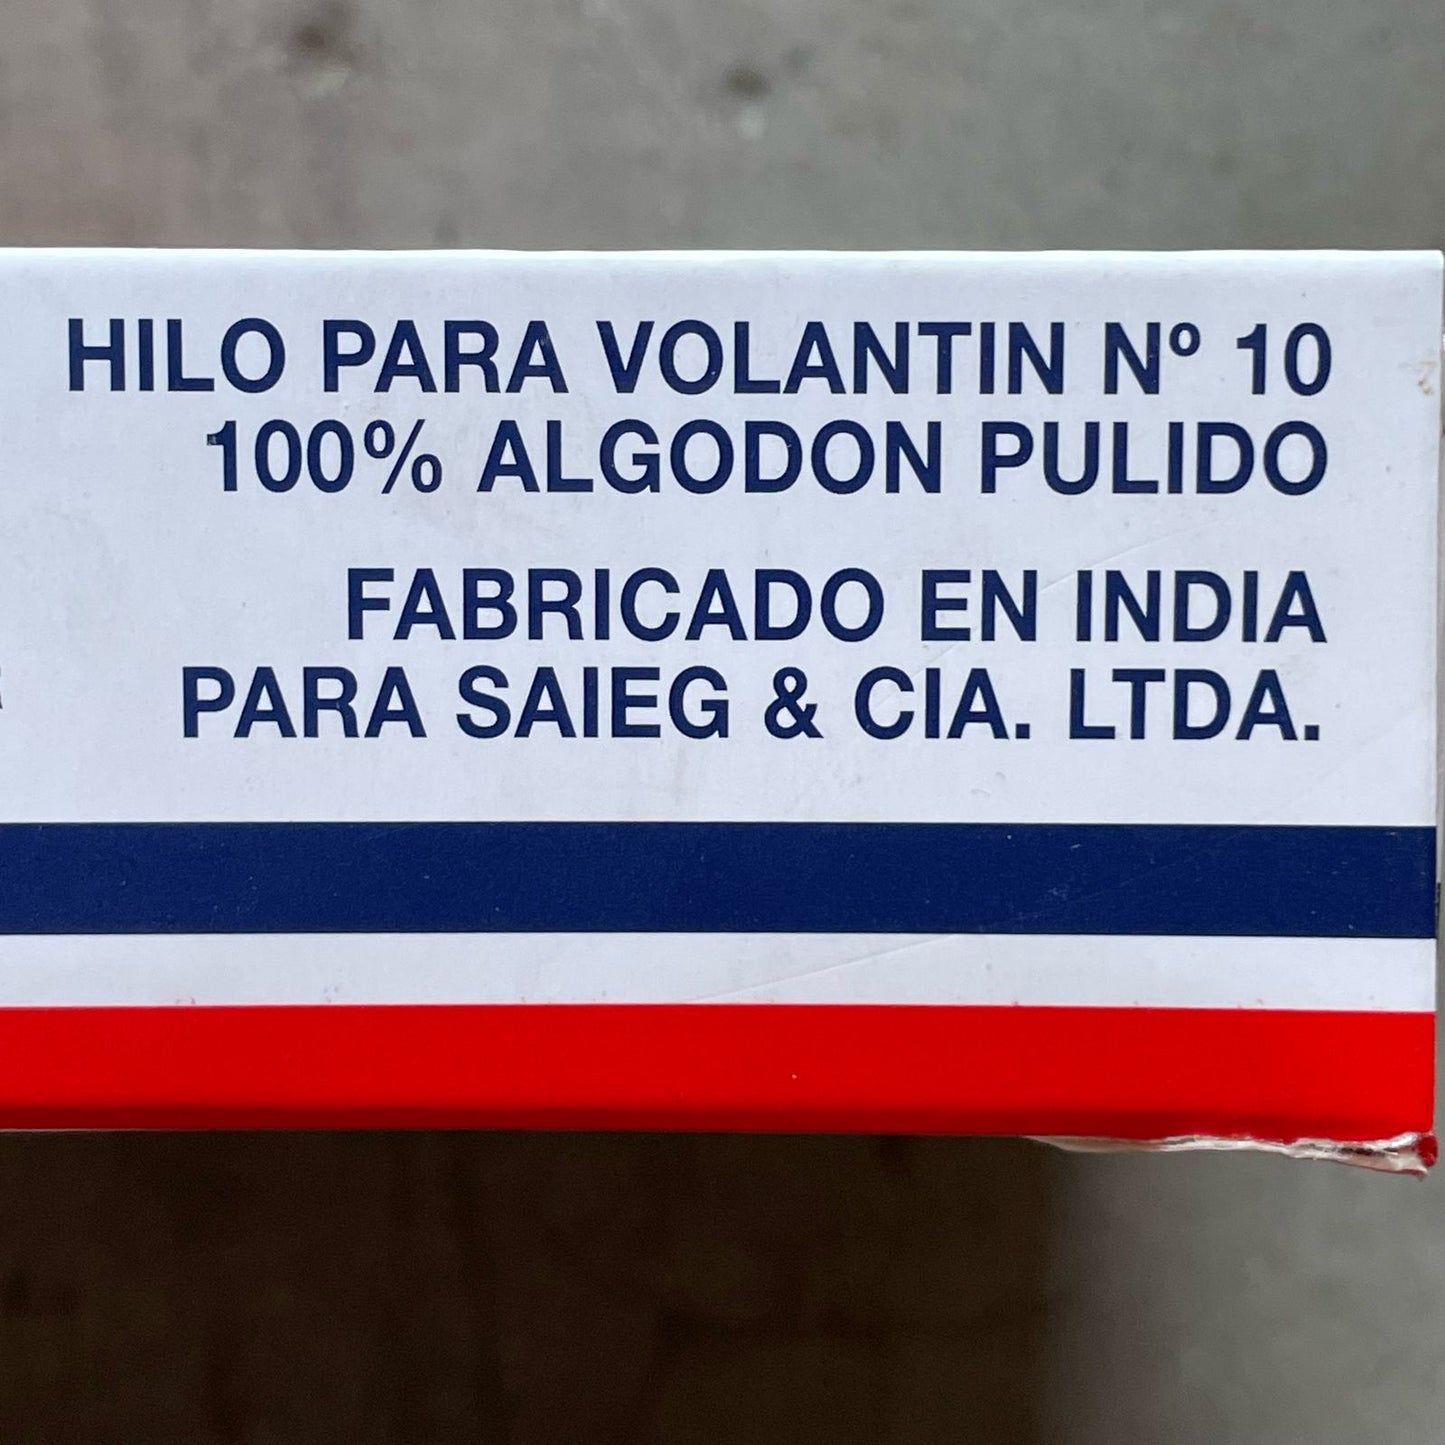 HILO PARA VOLANTIN Nº 10
100% ALGODON PULIDO
FABRICADO EN INDIA
PARA SAIEG & CIA. LTDA.